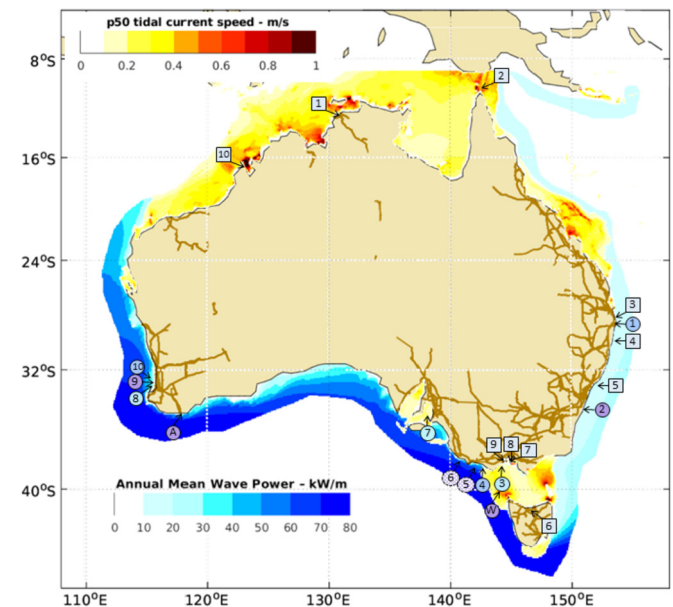 p50 tidal current speed - m/s
0 0.2 0.4 0.6 0.8 1
8°S
2
1
10
16°S
24°S
3
1
4
32°S
10
9
8
5
2
A
7
9 8 7
6 5 4 3
W
6
Annual Mean Wave Power – kW/m
0 10 20 30 40 50 60 70 80
40°S
110°E 120°E 130°E 140°E 150°E